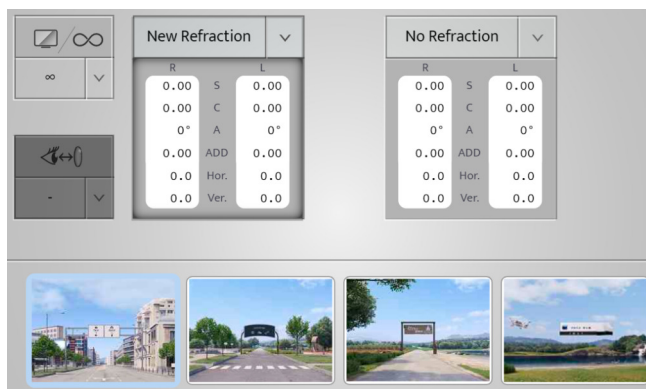 ∞
∞
-
New Refraction
R L
0.00 S 0.00
0.00 C 0.00
0° A 0°
0.00 ADD 0.00
0.0 Hor. 0.0
0.0 Ver. 0.0
No Refraction
R L
0.00 S 0.00
0.00 C 0.00
0° A 0°
0.00 ADD 0.00
0.0 Hor. 0.0
0.0 Ver. 0.0